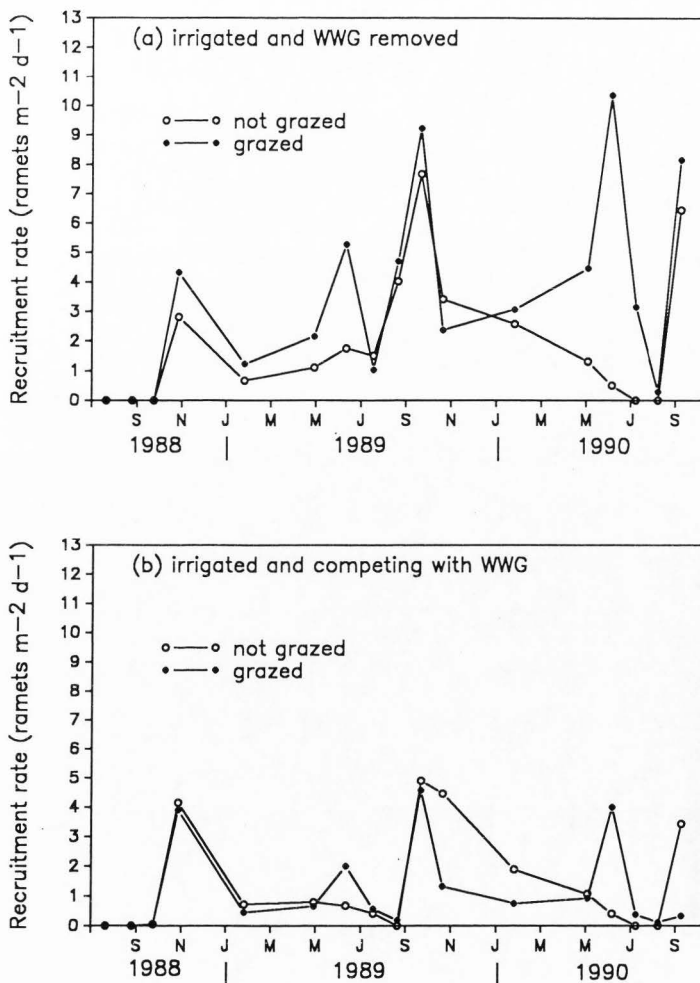 (a) irrigated and WWG removed
not grazed
grazed
Recruitment rate (ramets m-2 d-1)
13
12
11
10
9
8
7
6
5
4
3
2
1
0
S N J M M J S N J M M J S
1988 | 1989 | 1990
(b) irrigated and competing with WWG
not grazed
grazed
Recruitment rate (ramets m-2 d-1)
13
12
11
10
9
8
7
6
5
4
3
2
1
0
S N J M M J S N J M M J S
1988 | 1989 | 1990